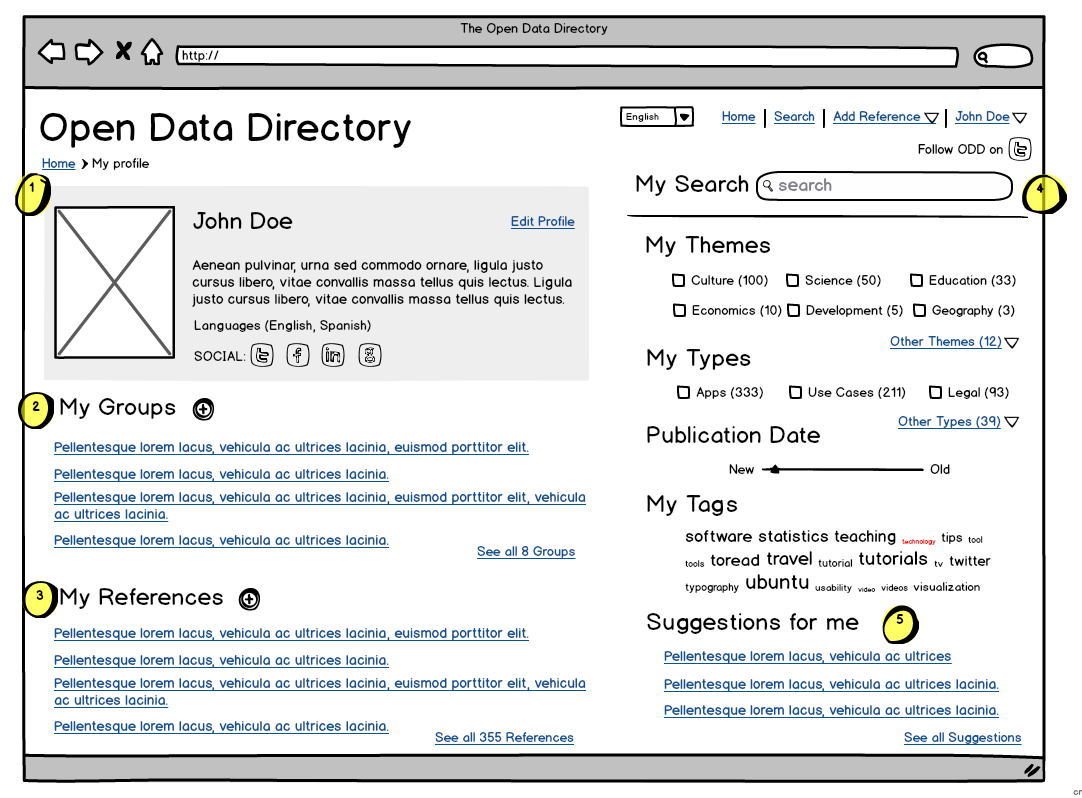 The Open Data Directory
http://
Open Data Directory
English
Home
Search
Add Reference
John Doe
Follow ODD on
Home
My profile
1
John Doe
Edit Profile
Aenean pulvinar, urna sed commodo ornare, ligula justo
cursus libero, vitae convallis massa tellus quis lectus. Ligula
justo cursus libero, vitae convallis massa tellus quis lectus.
Languages (English, Spanish)
SOCIAL:
2
My Groups
Pellentesque lorem lacus, vehicula ac ultrices lacinia, euismod porttitor elit.
Pellentesque lorem lacus, vehicula ac ultrices lacinia.
Pellentesque lorem lacus, vehicula ac ultrices lacinia, euismod porttitor elit, vehicula
ac ultrices lacinia.
Pellentesque lorem lacus, vehicula ac ultrices lacinia.
See all 8 Groups
3
My References
Pellentesque lorem lacus, vehicula ac ultrices lacinia, euismod porttitor elit.
Pellentesque lorem lacus, vehicula ac ultrices lacinia.
Pellentesque lorem lacus, vehicula ac ultrices lacinia, euismod porttitor elit, vehicula
ac ultrices lacinia.
Pellentesque lorem lacus, vehicula ac ultrices lacinia.
See all 355 References
My Search
search
4
My Themes
Culture (100) Science (50) Education (33)
Economics (10) Development (5) Geography (3)
Other Themes (12)
My Types
Apps (333) Use Cases (211) Legal (93)
Other Types (39)
Publication Date
New Old
My Tags
software statistics teaching technology tips tool
tools toread travel tutorial tutorials tv twitter
typography ubuntu usability video videos visualization
Suggestions for me
5
Pellentesque lorem lacus, vehicula ac ultrices
Pellentesque lorem lacus, vehicula ac ultrices lacinia.
Pellentesque lorem lacus, vehicula ac ultrices lacinia.
See all Suggestions
cr